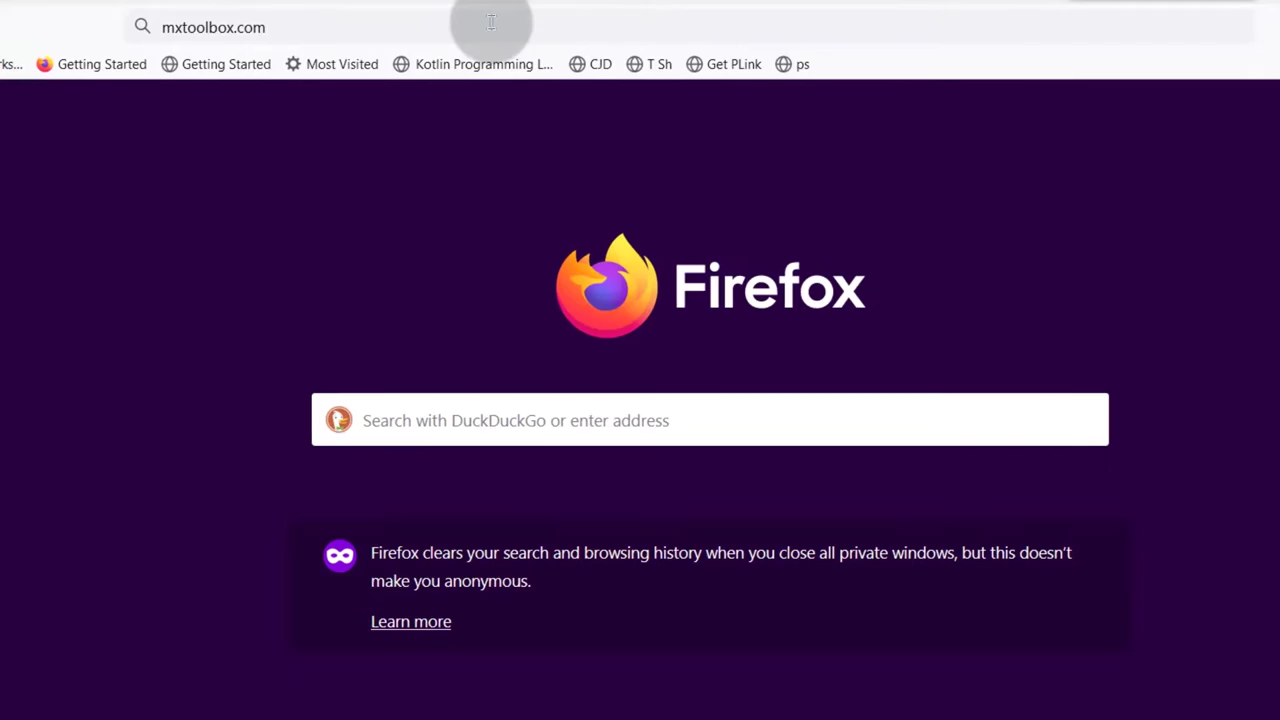 mxtoolbox.com
rks... Getting Started Getting Started Most Visited Kotlin Programming L... CJD T Sh Get PLink ps
Firefox
Search with DuckDuckGo or enter address
Firefox clears your search and browsing history when you close all private windows, but this doesn't
make you anonymous.
Learn more